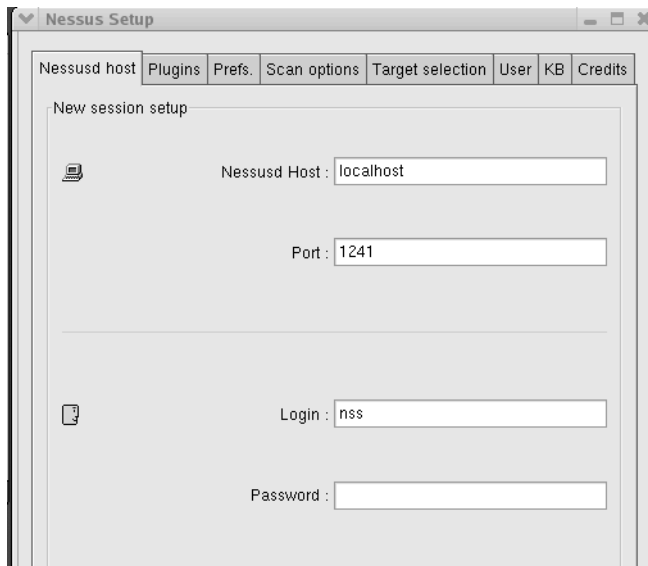 Nessus Setup
Nessusd host Plugins Prefs. Scan options Target selection User KB Credits
New session setup
Nessusd Host : localhost
Port : 1241
Login : nss
Password :